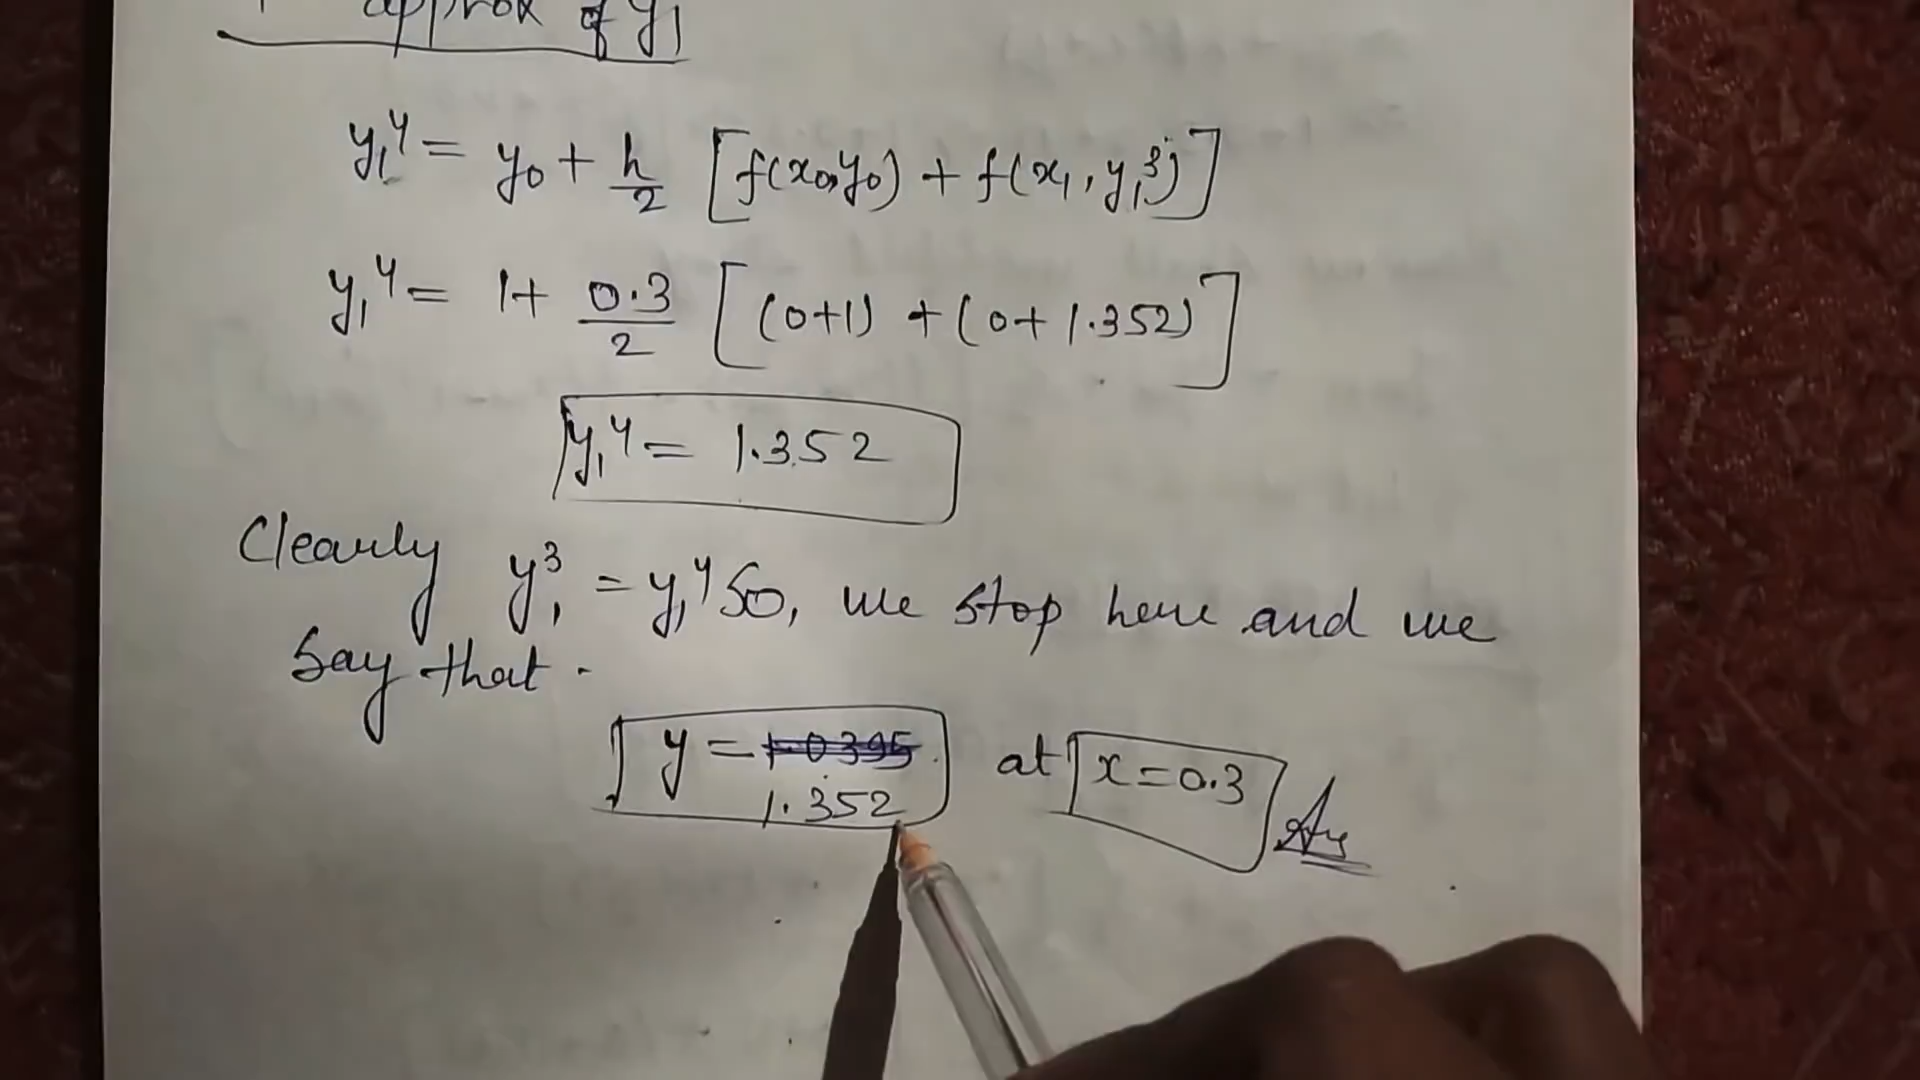 approx of y₁
y₁⁴ = y₀ + h/2 [f(x₀,y₀) + f(x₁, y₁³)]
y₁⁴ = 1+ 0.3/2 [(0+1) + (0+1.352)]
y₁⁴ = 1.352
Clearly y₁³ = y₁⁴ So, we stop here and we
Say that.
y = 1.0395 at x = 0.3 Ans
1.352